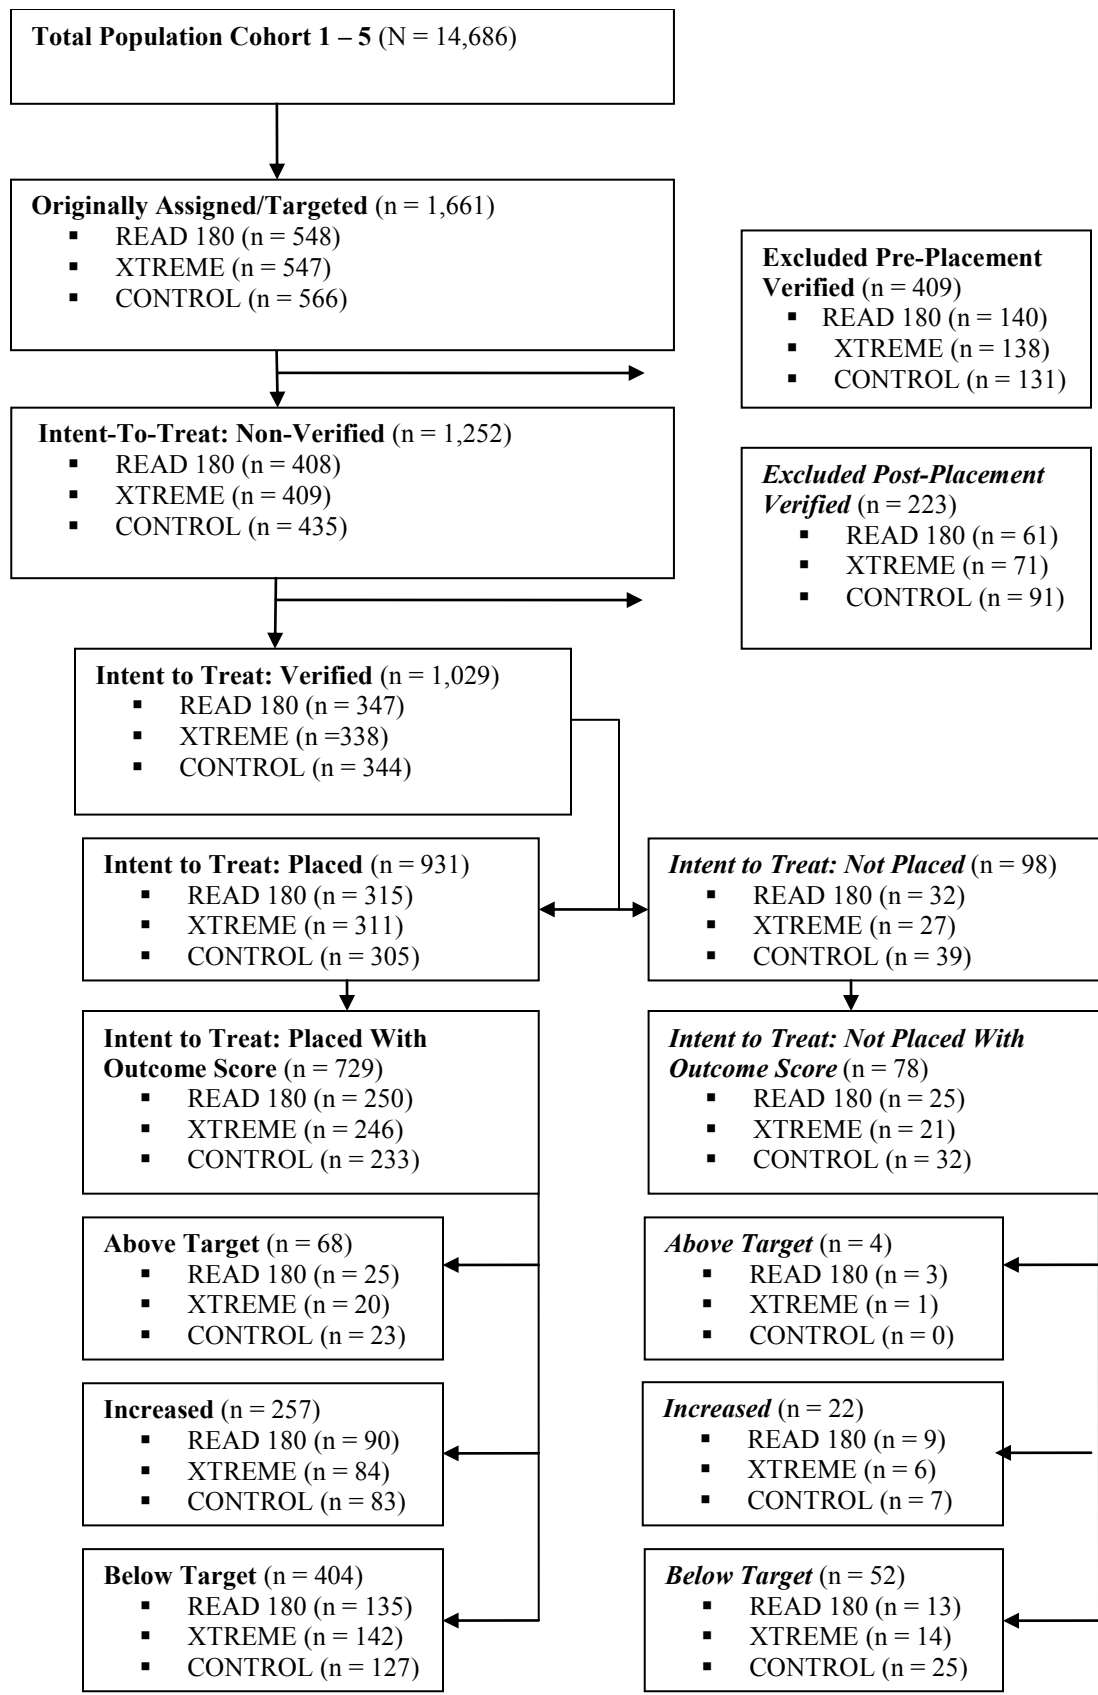 Total Population Cohort 1 – 5 (N = 14,686)
Originally Assigned/Targeted (n = 1,661)
▪ READ 180 (n = 548)
▪ XTREME (n = 547)
▪ CONTROL (n = 566)
Excluded Pre-Placement
Verified (n = 409)
▪ READ 180 (n = 140)
▪ XTREME (n = 138)
▪ CONTROL (n = 131)
Intent-To-Treat: Non-Verified (n = 1,252)
▪ READ 180 (n = 408)
▪ XTREME (n = 409)
▪ CONTROL (n = 435)
Excluded Post-Placement
Verified (n = 223)
▪ READ 180 (n = 61)
▪ XTREME (n = 71)
▪ CONTROL (n = 91)
Intent to Treat: Verified (n = 1,029)
▪ READ 180 (n = 347)
▪ XTREME (n =338)
▪ CONTROL (n = 344)
Intent to Treat: Placed (n = 931)
▪ READ 180 (n = 315)
▪ XTREME (n = 311)
▪ CONTROL (n = 305)
Intent to Treat: Not Placed (n = 98)
▪ READ 180 (n = 32)
▪ XTREME (n = 27)
▪ CONTROL (n = 39)
Intent to Treat: Placed With
Outcome Score (n = 729)
▪ READ 180 (n = 250)
▪ XTREME (n = 246)
▪ CONTROL (n = 233)
Intent to Treat: Not Placed With
Outcome Score (n = 78)
▪ READ 180 (n = 25)
▪ XTREME (n = 21)
▪ CONTROL (n = 32)
Above Target (n = 68)
▪ READ 180 (n = 25)
▪ XTREME (n = 20)
▪ CONTROL (n = 23)
Above Target (n = 4)
▪ READ 180 (n = 3)
▪ XTREME (n = 1)
▪ CONTROL (n = 0)
Increased (n = 257)
▪ READ 180 (n = 90)
▪ XTREME (n = 84)
▪ CONTROL (n = 83)
Increased (n = 22)
▪ READ 180 (n = 9)
▪ XTREME (n = 6)
▪ CONTROL (n = 7)
Below Target (n = 404)
▪ READ 180 (n = 135)
▪ XTREME (n = 142)
▪ CONTROL (n = 127)
Below Target (n = 52)
▪ READ 180 (n = 13)
▪ XTREME (n = 14)
▪ CONTROL (n = 25)